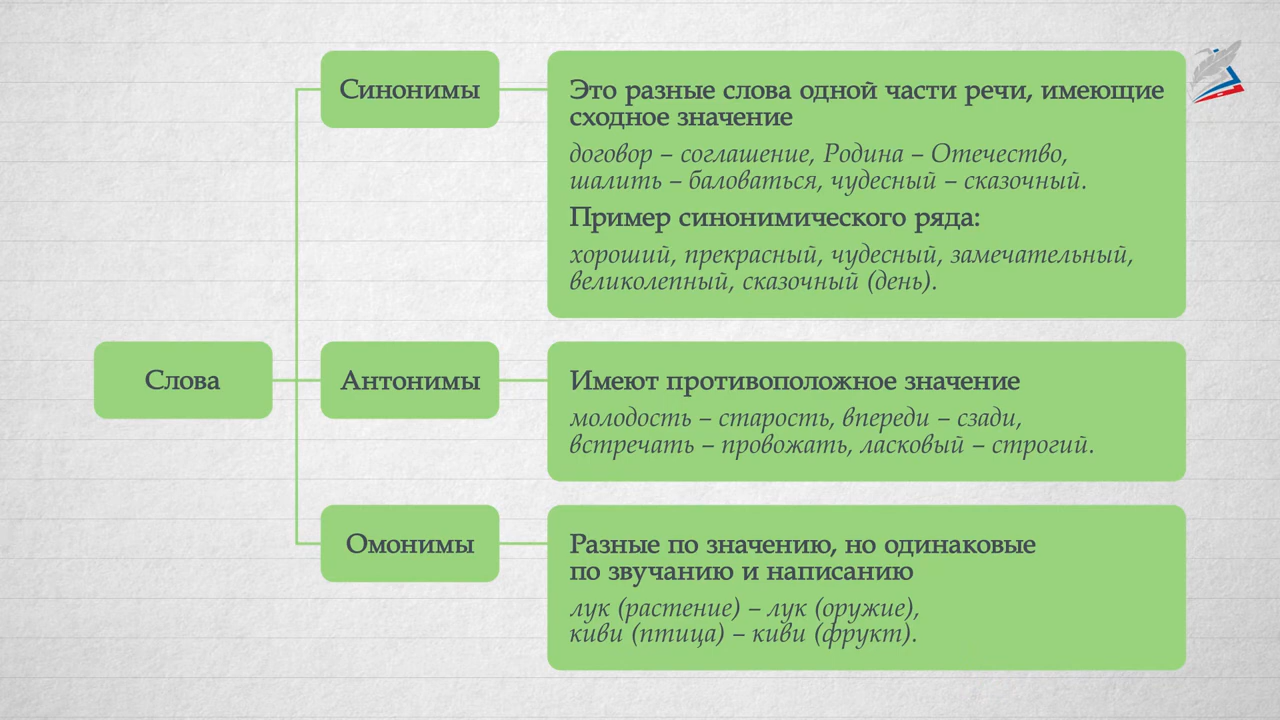 Слова
Синонимы
Это разные слова одной части речи, имеющие
сходное значение
договор – соглашение, Родина – Отечество,
шалить – баловаться, чудесный – сказочный.
Пример синонимического ряда:
хороший, прекрасный, чудесный, замечательный,
великолепный, сказочный (день).
Антонимы
Имеют противоположное значение
молодость – старость, впереди – сзади,
встречать – провожать, ласковый – строгий.
Омонимы
Разные по значению, но одинаковые
по звучанию и написанию
лук (растение) – лук (оружие),
киви (птица) – киви (фрукт).